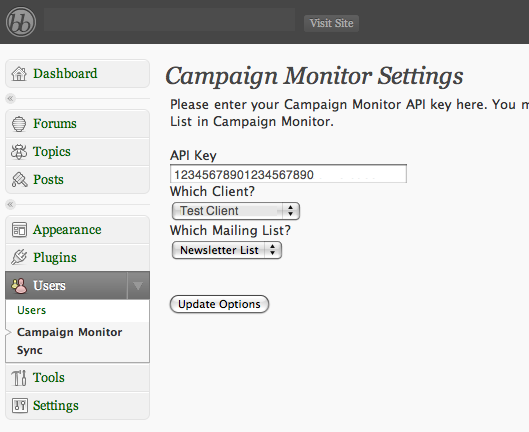 bb
Visit Site
Dashboard
Forums
Topics
Posts
Appearance
Plugins
Users
Users
Campaign Monitor
Sync
Tools
Settings
Campaign Monitor Settings
Please enter your Campaign Monitor API key here. You m
List in Campaign Monitor.
API Key
12345678901234567890
Which Client?
Test Client
Which Mailing List?
Newsletter List
Update Options